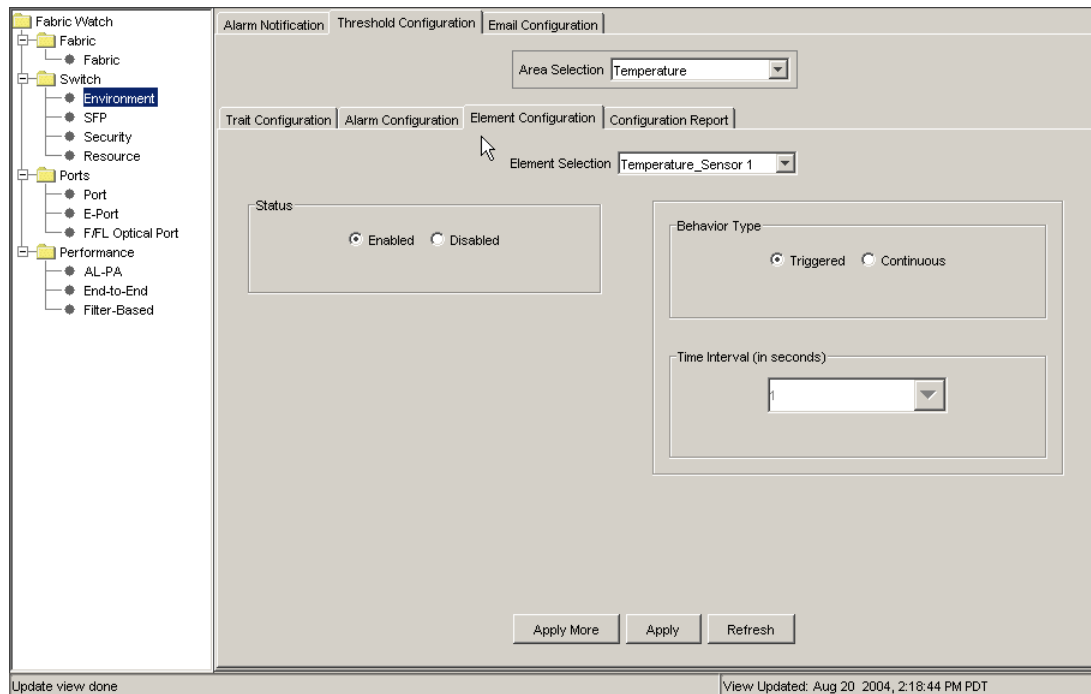 Fabric Watch
Fabric
Fabric
Switch
Environment
SFP
Security
Resource
Ports
Port
E-Port
F/FL Optical Port
Performance
AL-PA
End-to-End
Filter-Based
Alarm Notification
Threshold Configuration
Email Configuration
Area Selection Temperature
Trait Configuration
Alarm Configuration
Element Configuration
Configuration Report
Element Selection Temperature_Sensor 1
Status
Enabled
Disabled
Behavior Type
Triggered
Continuous
Time Interval (in seconds)
1
Apply More
Apply
Refresh
Update view done
View Updated: Aug 20 2004, 2:18:44 PM PDT